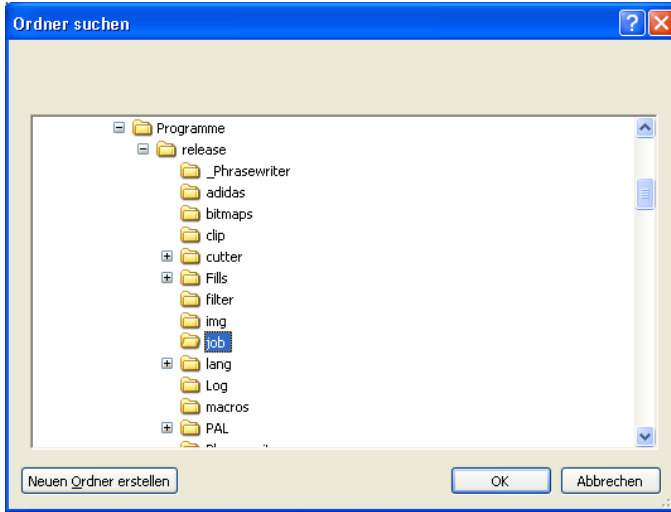 Ordner suchen
Programme
release
_Phrasewriter
adidas
bitmaps
clip
cutter
Fills
filter
img
job
lang
Log
macros
PAL
Neuen Ordner erstellen
OK
Abbrechen